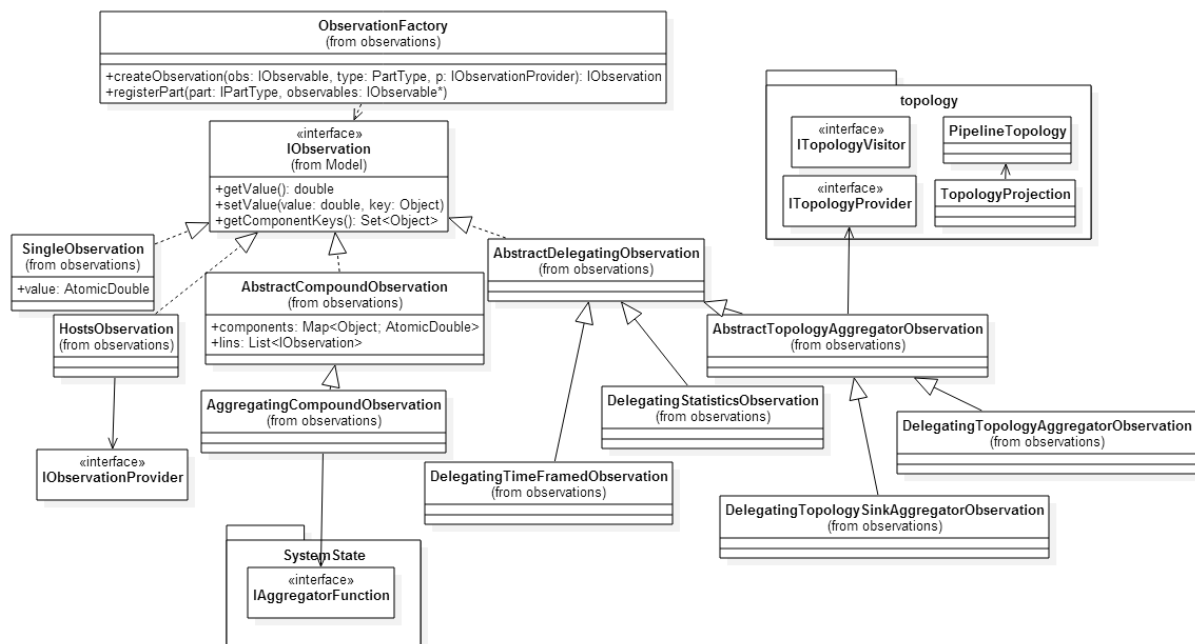 ObservationFactory
(from observations)
+createObservation(obs: IObservable, type: PartType, p: IObservationProvider): IObservation
+registerPart(part: IPartType, observables: IObservable*)
«interface»
IObservation
(from Model)
+getValue(): double
+setValue(value: double, key: Object)
+getComponentKeys(): Set<Object>
topology
«interface»
ITopologyVisitor
PipelineTopology
«interface»
ITopologyProvider
TopologyProjection
SingleObservation
(from observations)
+value: AtomicDouble
AbstractDelegatingObservation
(from observations)
AbstractCompoundObservation
(from observations)
+components: Map<Object; AtomicDouble>
+lins: List<IObservation>
HostsObservation
(from observations)
AbstractTopologyAggregatorObservation
(from observations)
AggregatingCompoundObservation
(from observations)
DelegatingStatisticsObservation
(from observations)
DelegatingTopologyAggregatorObservation
(from observations)
«interface»
IObservationProvider
DelegatingTimeFramedObservation
(from observations)
DelegatingTopologySinkAggregatorObservation
(from observations)
SystemState
«interface»
IAggregatorFunction